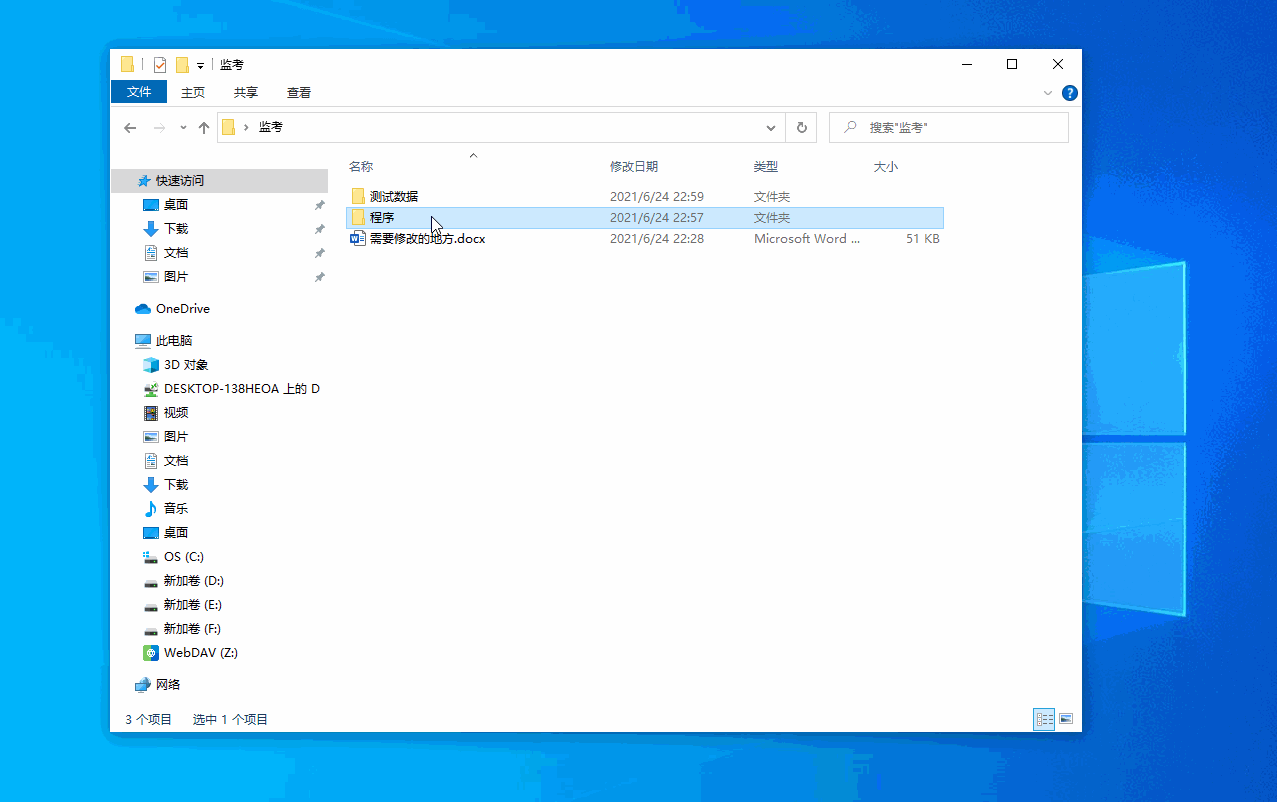 监考
文件 主页 共享 查看
监考 搜索"监考"
名称 修改日期 类型 大小
测试数据 2021/6/24 22:59 文件夹
程序 2021/6/24 22:57 文件夹
需要修改的地方.docx 2021/6/24 22:28 Microsoft Word ... 51 KB
快速访问
桌面
下载
文档
图片
OneDrive
此电脑
3D 对象
DESKTOP-138HEOA 上的 D
视频
图片
文档
下载
音乐
桌面
OS (C:)
新加卷 (D:)
新加卷 (E:)
新加卷 (F:)
WebDAV (Z:)
网络
3 个项目 选中 1 个项目